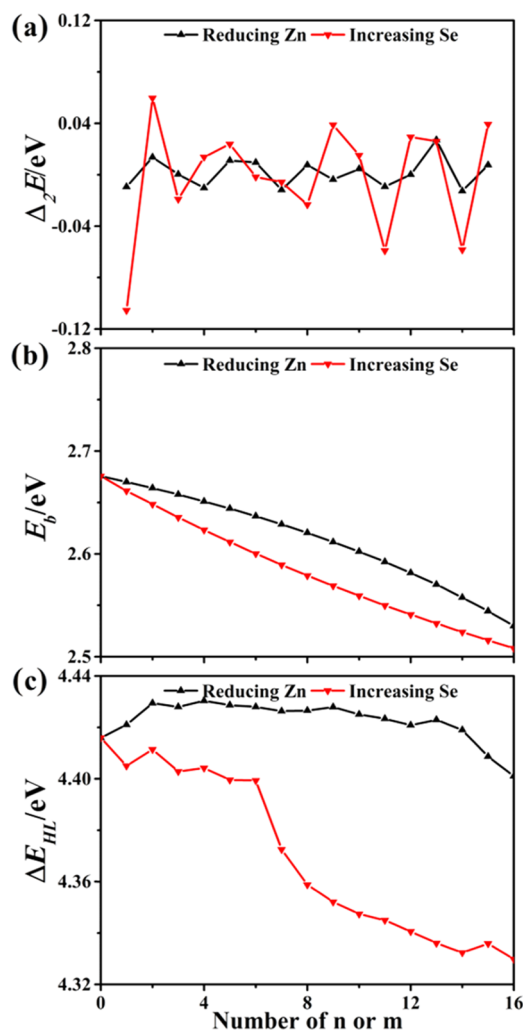 (a)
0.12
Reducing Zn Increasing Se
0.04
Δ₂E/eV
-0.04
-0.12
(b)
2.8
Reducing Zn Increasing Se
2.7
E_b/eV
2.6
2.5
(c)
4.44
Reducing Zn Increasing Se
4.40
ΔE_HL/eV
4.36
4.32
0 4 8 12 16
Number of n or m